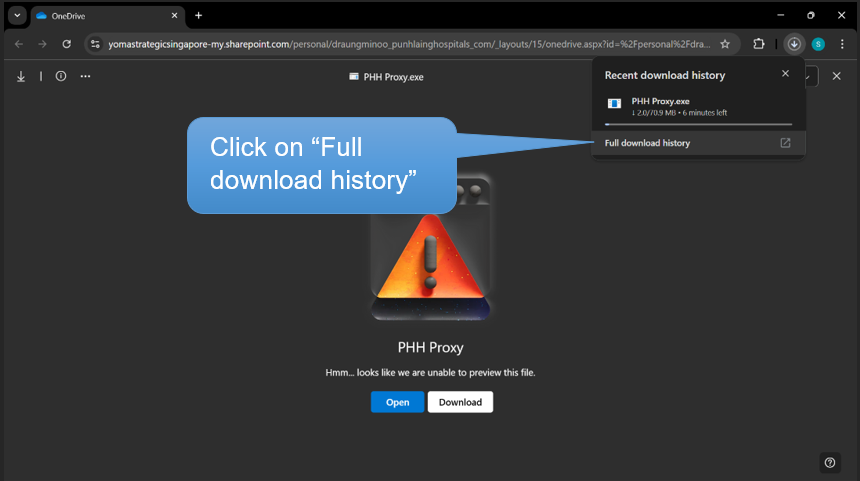 OneDrive
yomastrategicsingapore-my.sharepoint.com/personal/draungminoo_punhlainghospitals_com/_layouts/15/onedrive.aspx?id=%2Fpersonal%2Fdra...
S
PHH Proxy.exe
Recent download history
PHH Proxy.exe
↓ 2.0/70.9 MB • 6 minutes left
Full download history
Click on “Full
download history”
PHH Proxy
Hmm... looks like we are unable to preview this file.
Open
Download